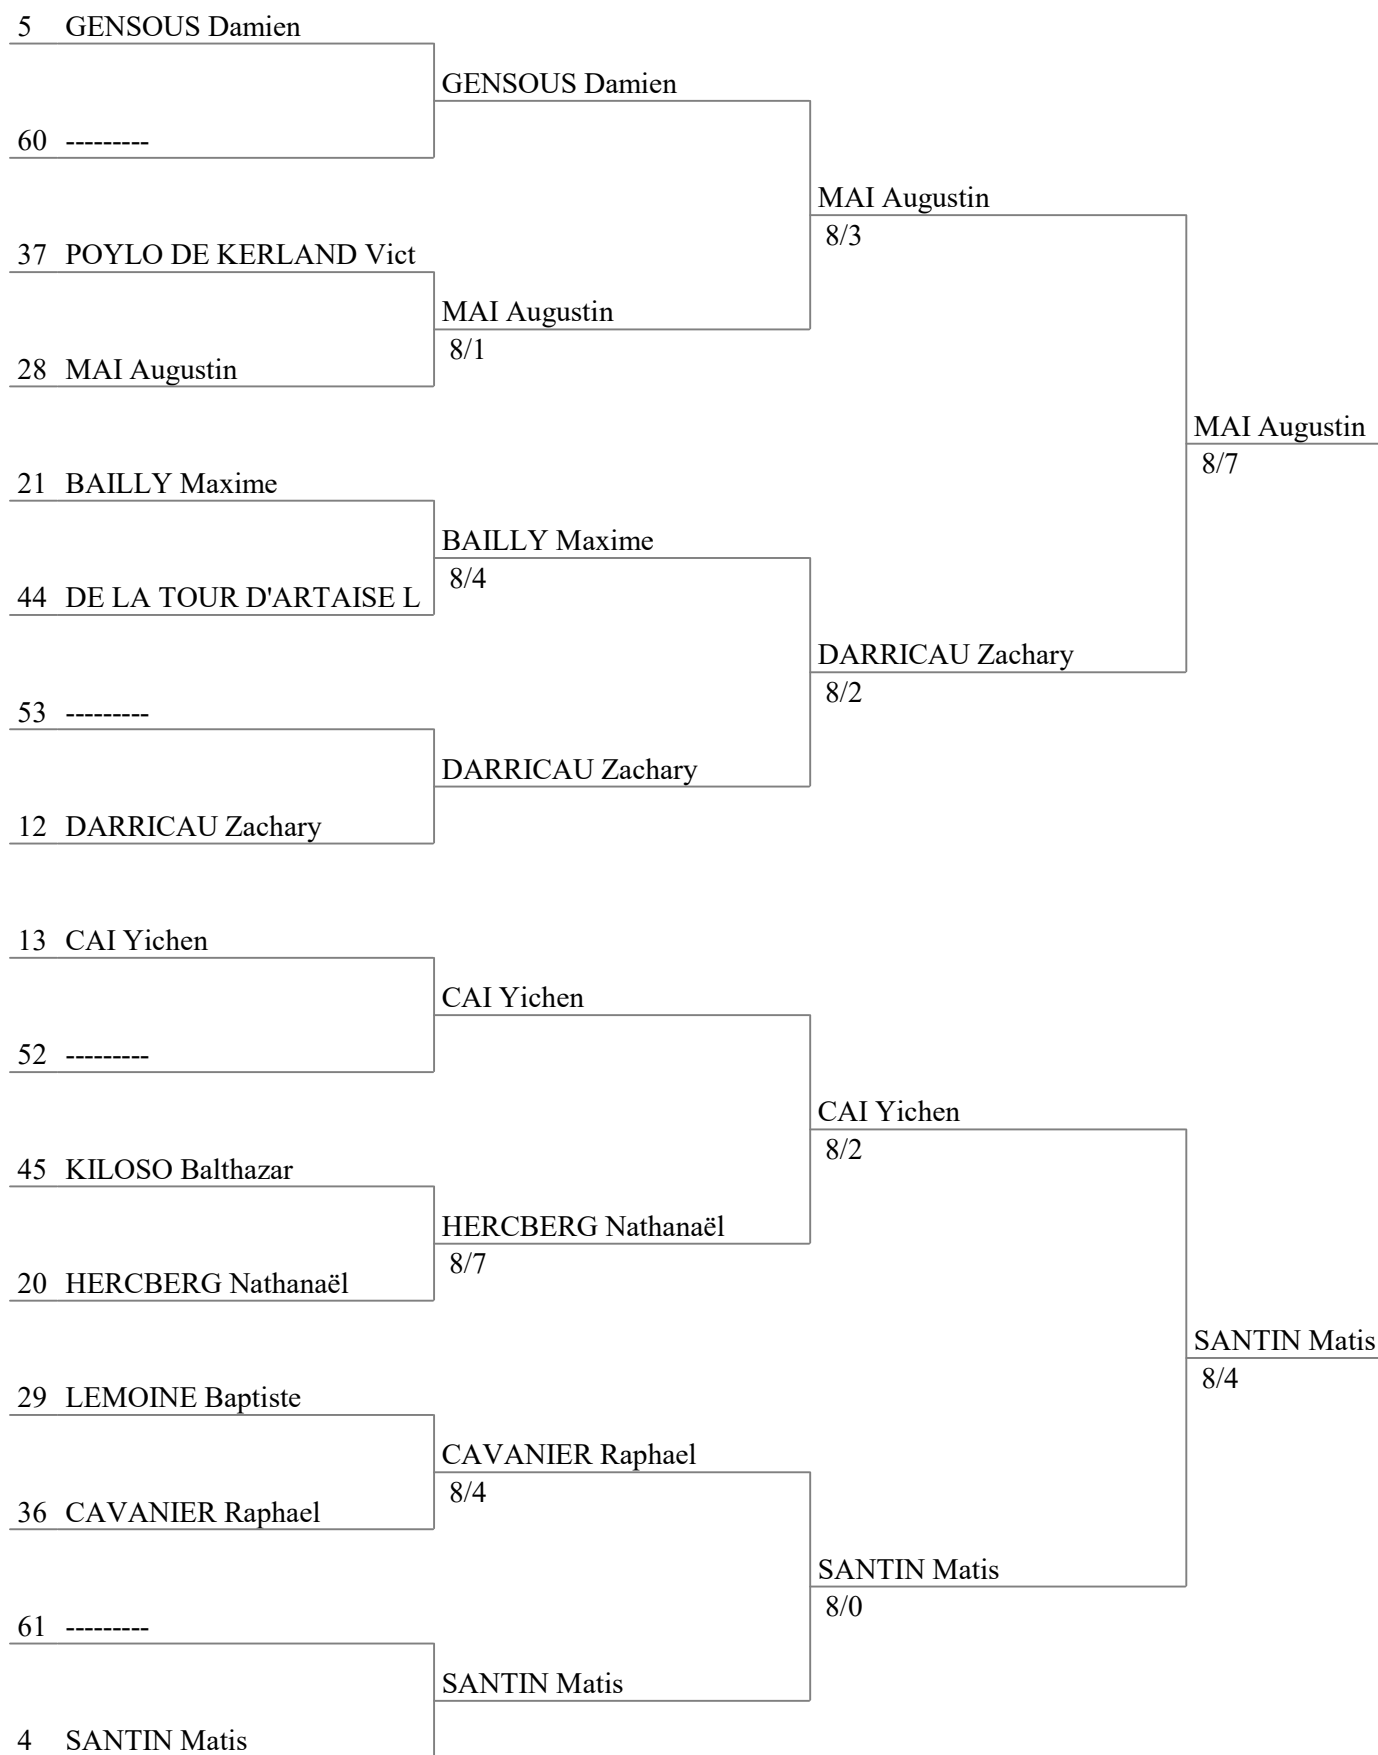 5 GENSOUS Damien
GENSOUS Damien
60 ---------
MAI Augustin
8/3
37 POYLO DE KERLAND Vict
MAI Augustin
8/1
28 MAI Augustin
MAI Augustin
8/7
21 BAILLY Maxime
BAILLY Maxime
8/4
44 DE LA TOUR D'ARTAISE L
DARRICAU Zachary
8/2
53 ---------
DARRICAU Zachary
12 DARRICAU Zachary
13 CAI Yichen
CAI Yichen
52 ---------
CAI Yichen
8/2
45 KILOSO Balthazar
HERCBERG Nathanaël
8/7
20 HERCBERG Nathanaël
SANTIN Matis
8/4
29 LEMOINE Baptiste
CAVANIER Raphael
8/4
36 CAVANIER Raphael
SANTIN Matis
8/0
61 ---------
SANTIN Matis
4 SANTIN Matis